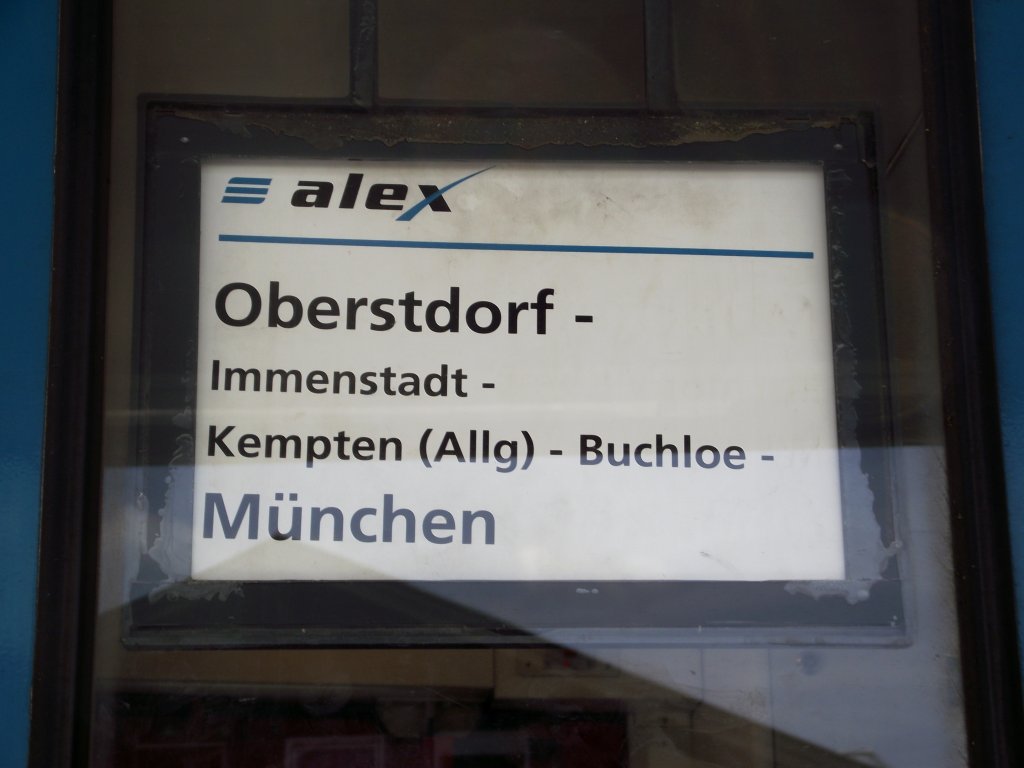 alex
Oberstdorf -
Immenstadt -
Kempten (Allg) - Buchloe -
München